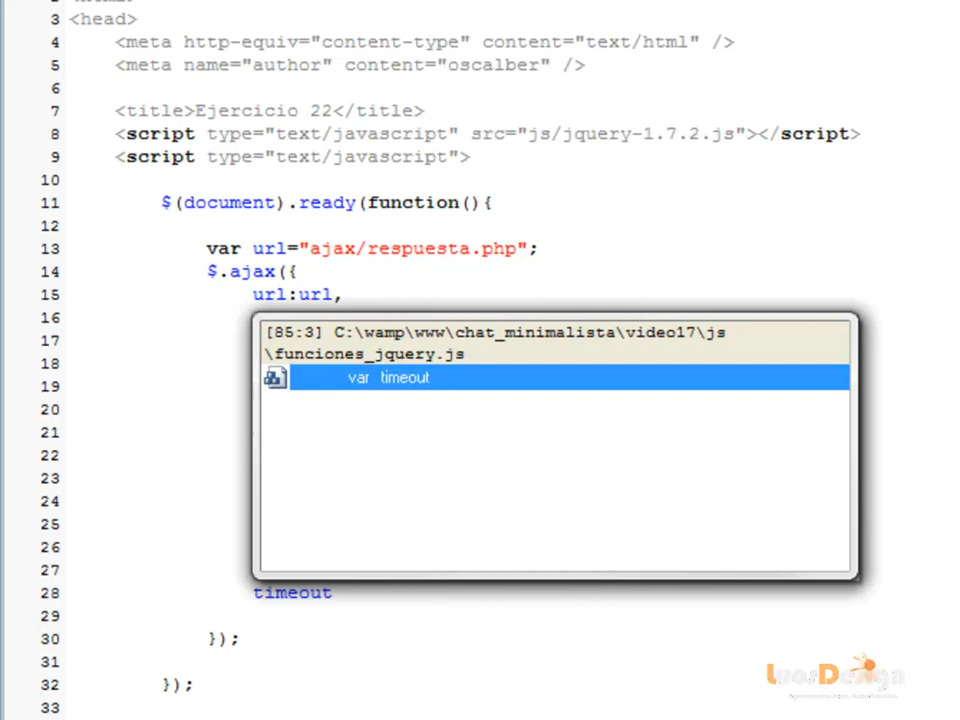 3 <head>
4 <meta http-equiv="content-type" content="text/html" />
5 <meta name="author" content="oscalber" />
6
7 <title>Ejercicio 22</title>
8 <script type="text/javascript" src="js/jquery-1.7.2.js"></script>
9 <script type="text/javascript">
10
11 $(document).ready(function(){
12
13 var url="ajax/respuesta.php";
14 $.ajax({
15 url:url,
16
[85:3] C:\wamp\www\chat_minimalista\video17\js
17
\funciones_jquery.js
18
var timeout
19
20
21
22
23
24
25
26
27
28 timeout
29
30 });
31
32 });
33
LuosDesign